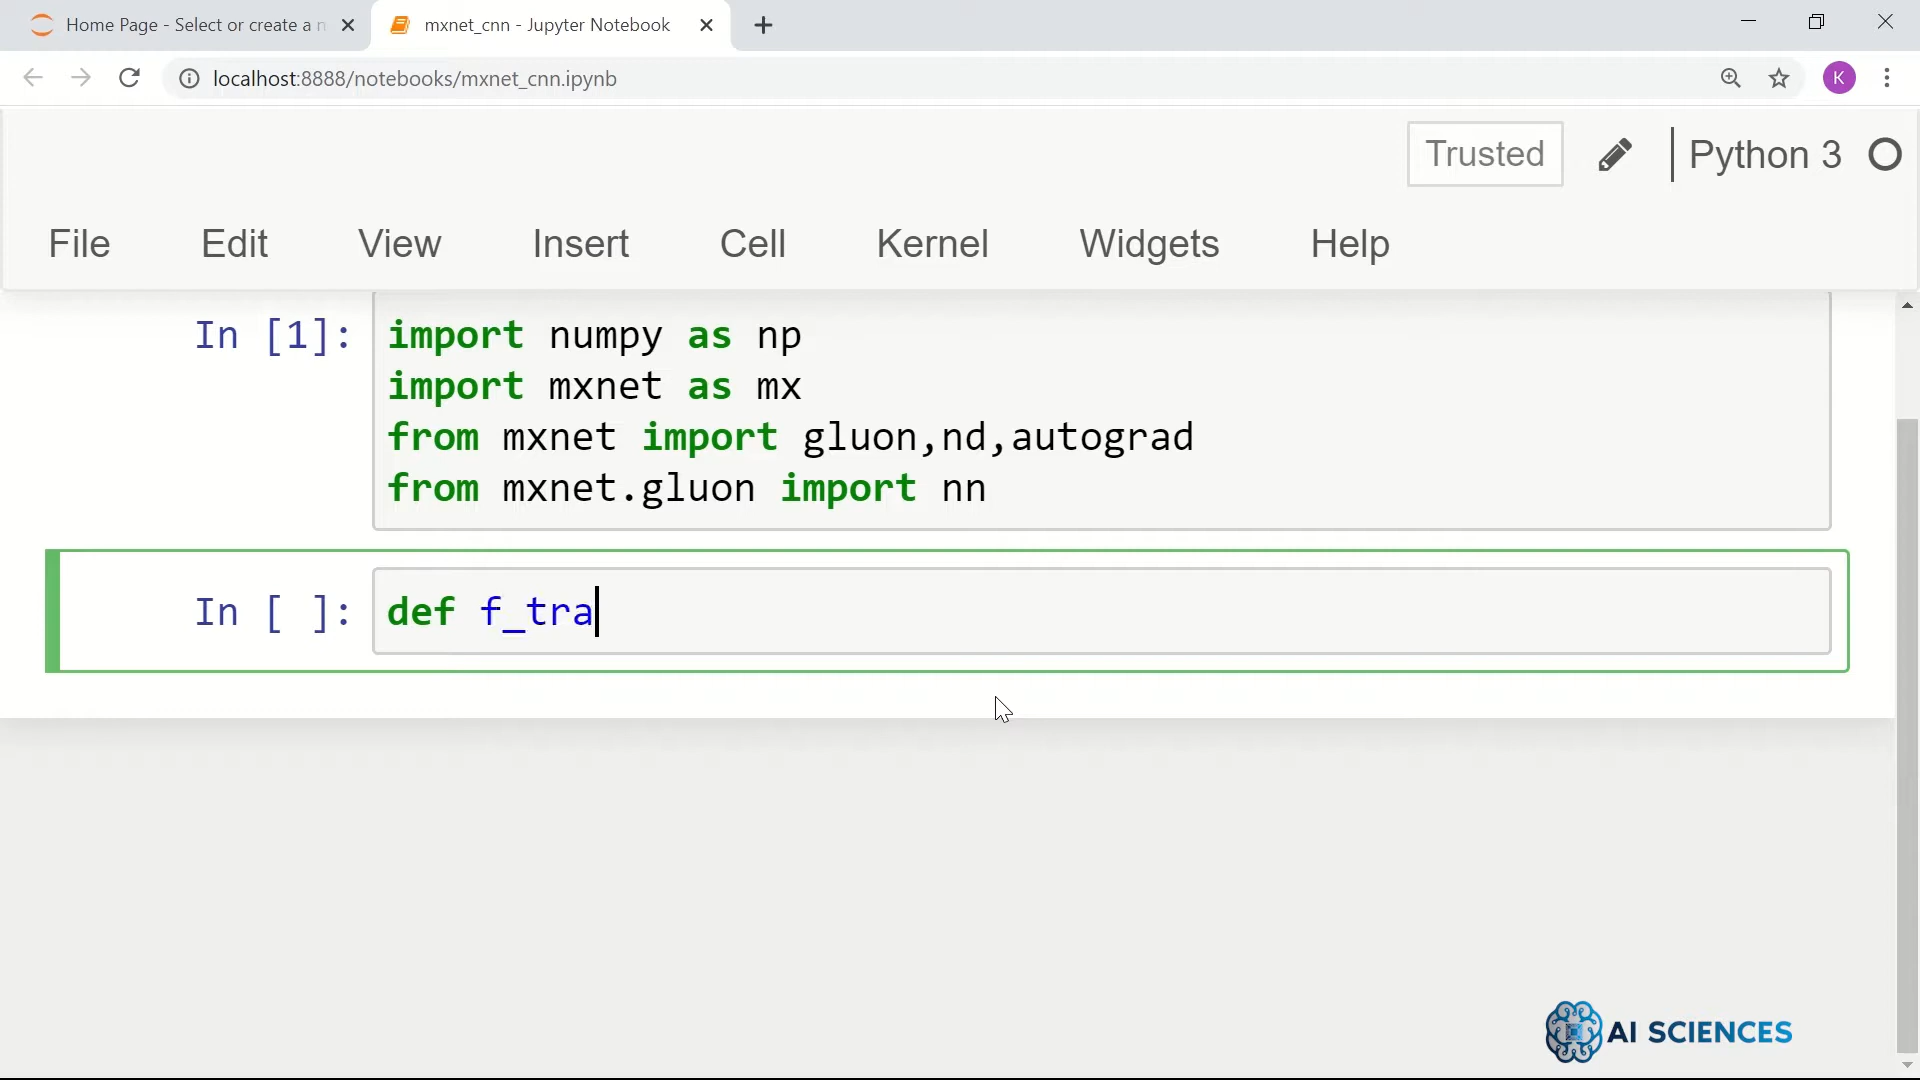 Home Page - Select or create a n
mxnet_cnn - Jupyter Notebook
localhost:8888/notebooks/mxnet_cnn.ipynb
K
Trusted
Python 3
File Edit View Insert Cell Kernel Widgets Help
In [1]: import numpy as np
import mxnet as mx
from mxnet import gluon,nd,autograd
from mxnet.gluon import nn
In [ ]: def f_tra
AI SCIENCES